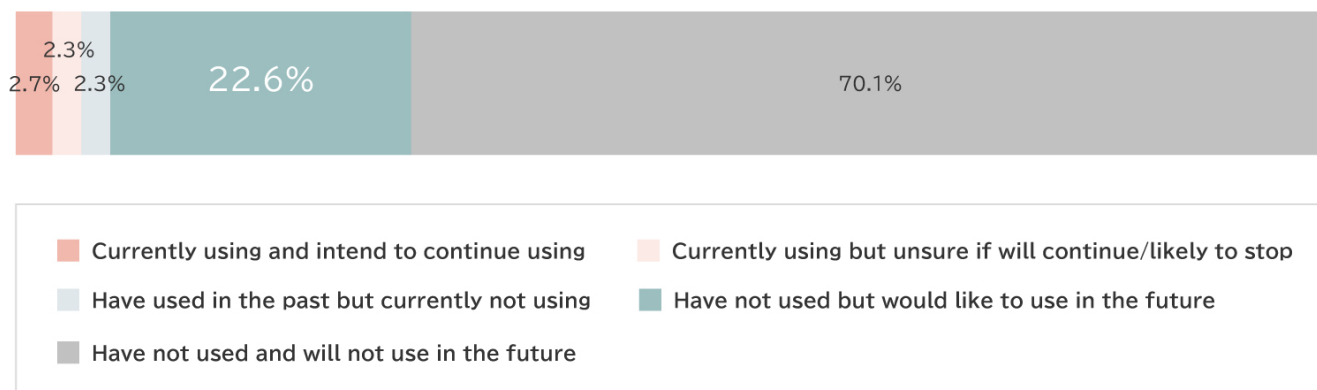 2.3%
2.7% 2.3% 22.6% 70.1%
Currently using and intend to continue using
Currently using but unsure if will continue/likely to stop
Have used in the past but currently not using
Have not used but would like to use in the future
Have not used and will not use in the future